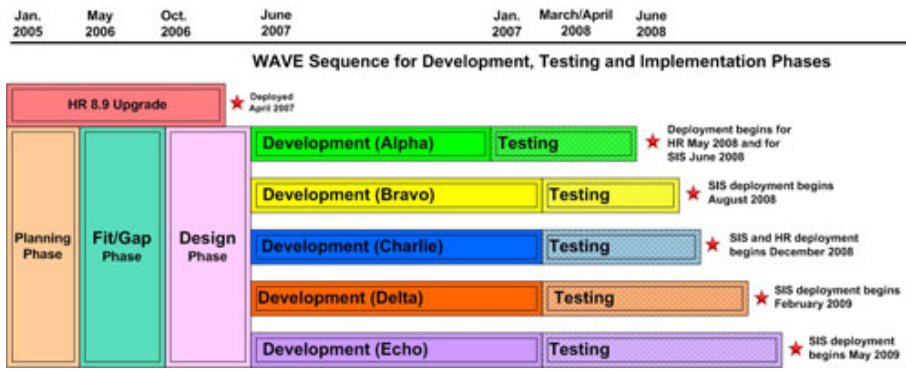 Jan. May Oct. June Jan. March/April June
2005 2006 2006 2007 2007 2008 2008
WAVE Sequence for Development, Testing and Implementation Phases
HR 8.9 Upgrade
Deployed
April 2007
Planning
Phase
Fit/Gap
Phase
Design
Phase
Development (Alpha) Testing
Deployment begins for
HR May 2008 and for
SIS June 2008
Development (Bravo) Testing
SIS deployment begins
August 2008
Development (Charlie) Testing
SIS and HR deployment
begins December 2008
Development (Delta) Testing
SIS deployment begins
February 2009
Development (Echo) Testing
SIS deployment
begins May 2009